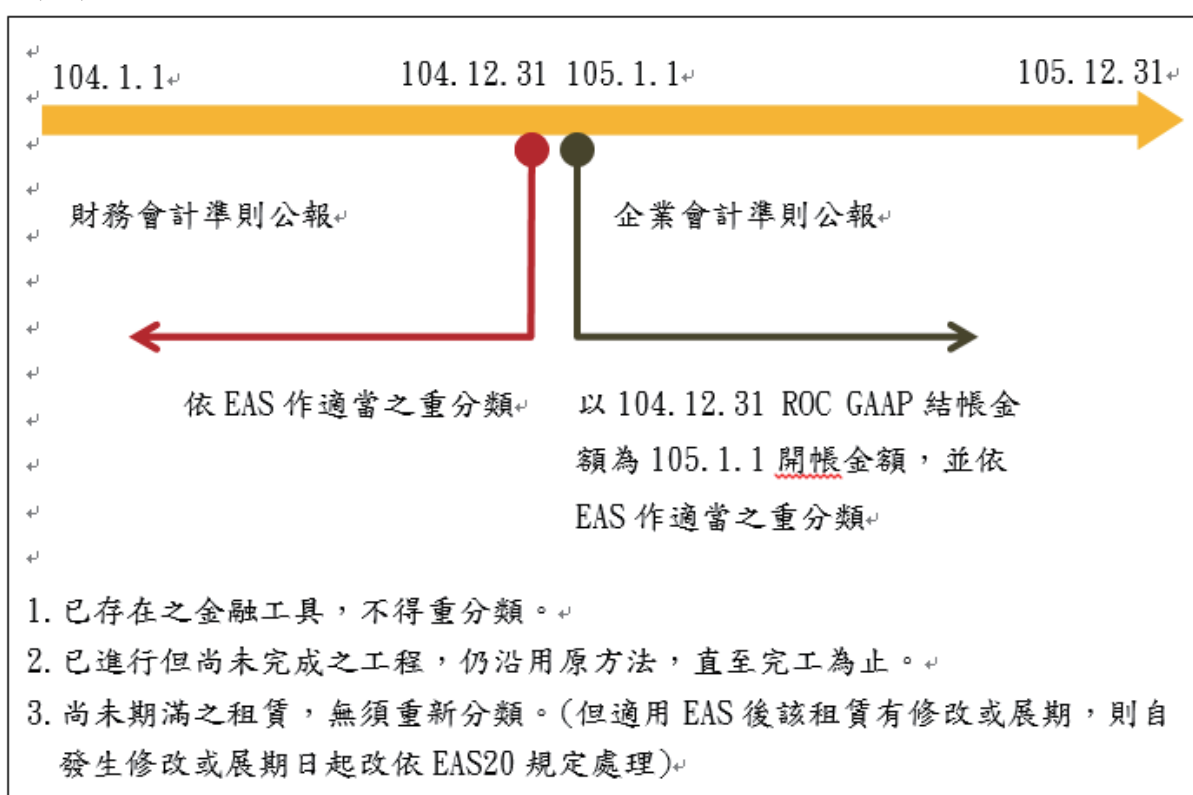 104.1.1
104.12.31 105.1.1
105.12.31
財務會計準則公報
企業會計準則公報
依 EAS 作適當之重分類
以 104.12.31 ROC GAAP 結帳金
額為 105.1.1 開帳金額，並依
EAS 作適當之重分類
1. 已存在之金融工具，不得重分類。
2. 已進行但尚未完成之工程，仍沿用原方法，直至完工為止。
3. 尚未期滿之租賃，無須重新分類。(但適用 EAS 後該租賃有修改或展期，則自
發生修改或展期日起改依 EAS20 規定處理)